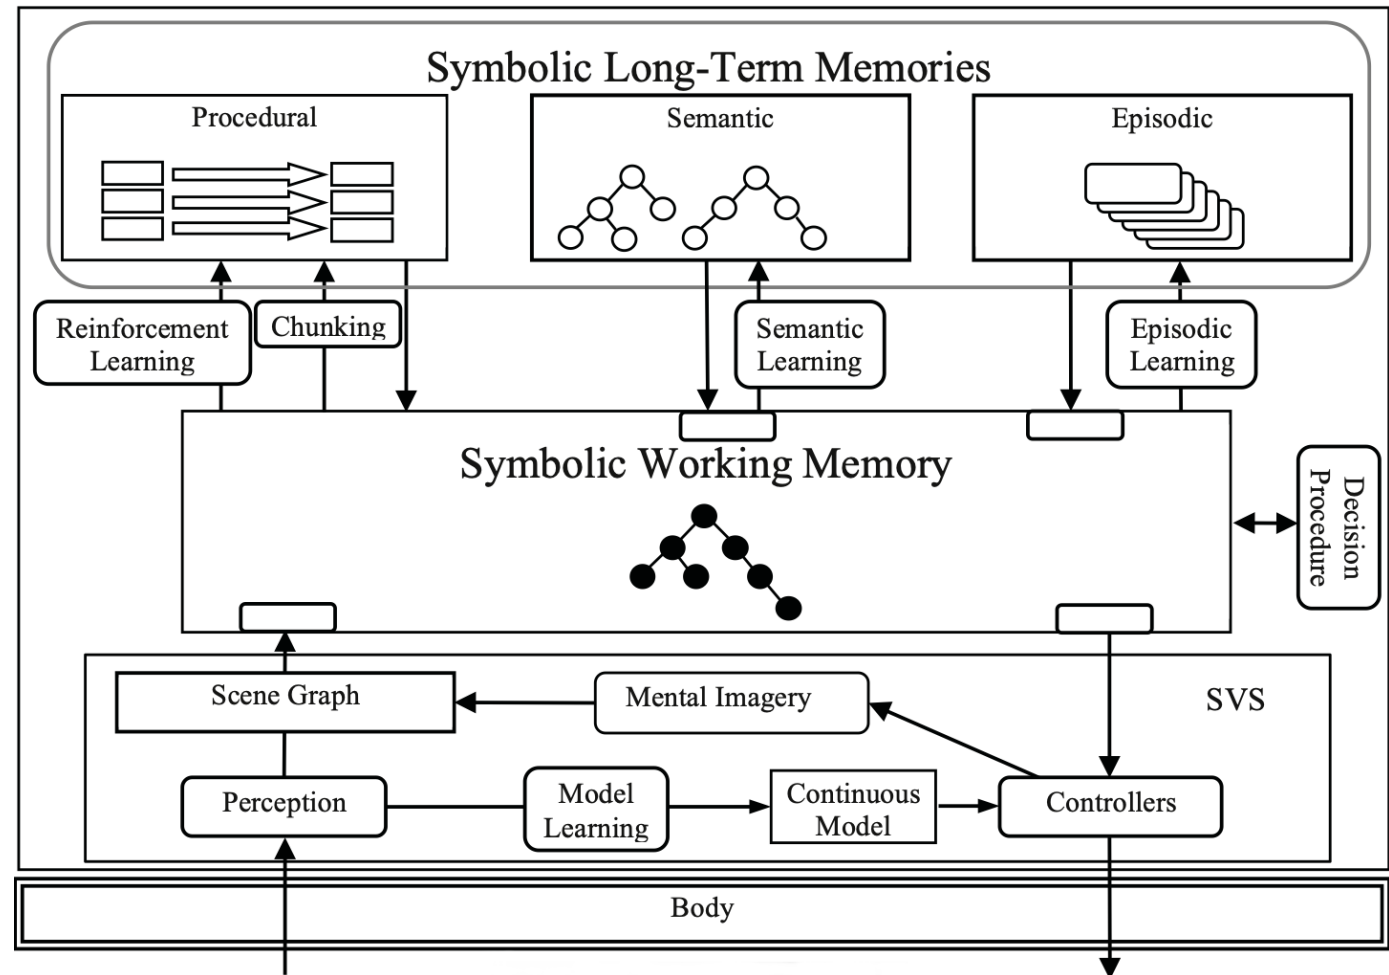 Symbolic Long-Term Memories
Procedural
Semantic
Episodic
Reinforcement
Learning
Chunking
Semantic
Learning
Episodic
Learning
Symbolic Working Memory
Decision
Procedure
Scene Graph
Mental Imagery
SVS
Perception
Model
Learning
Continuous
Model
Controllers
Body